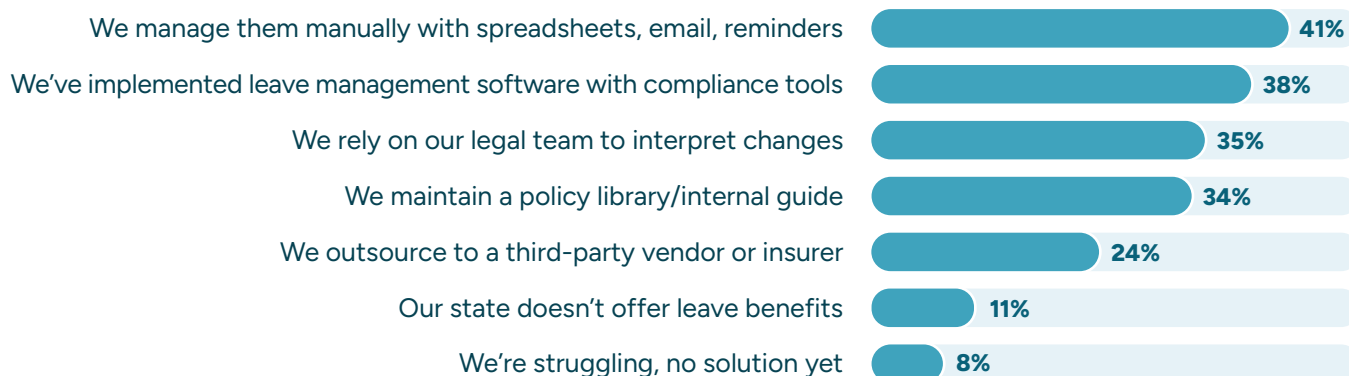 We manage them manually with spreadsheets, email, reminders 41%
We’ve implemented leave management software with compliance tools 38%
We rely on our legal team to interpret changes 35%
We maintain a policy library/internal guide 34%
We outsource to a third-party vendor or insurer 24%
Our state doesn’t offer leave benefits 11%
We’re struggling, no solution yet 8%